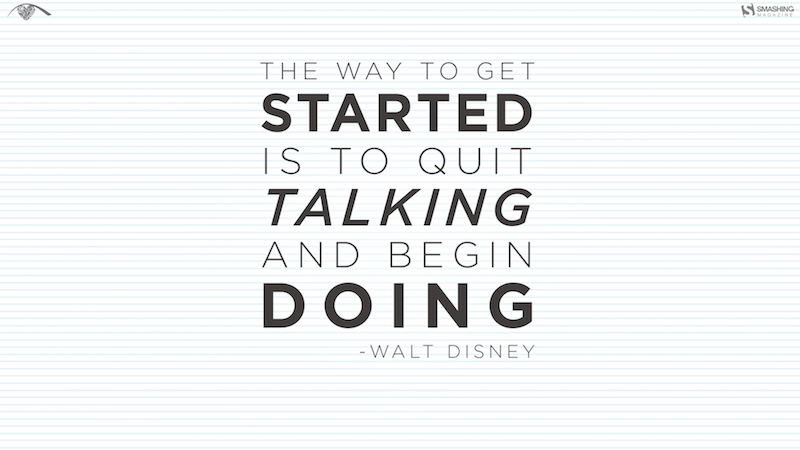 SMASHING
MAGAZINE
THE WAY TO GET
STARTED
IS TO QUIT
TALKING
AND BEGIN
DOING
-WALT DISNEY